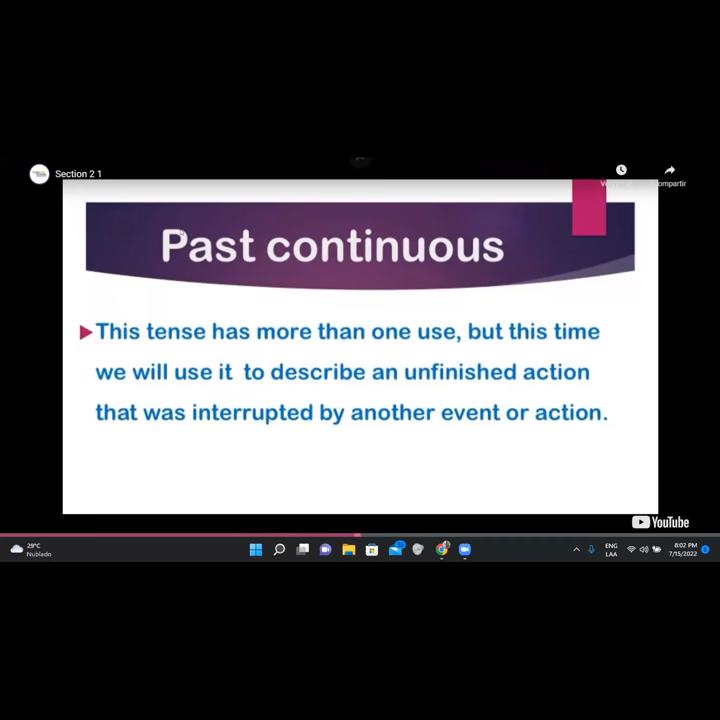 Section 2 1
compartir
Past continuous
This tense has more than one use, but this time
we will use it to describe an unfinished action
that was interrupted by another event or action.
YouTube
29°C
Nublado
ENG
LAA
8:02 PM
7/15/2022